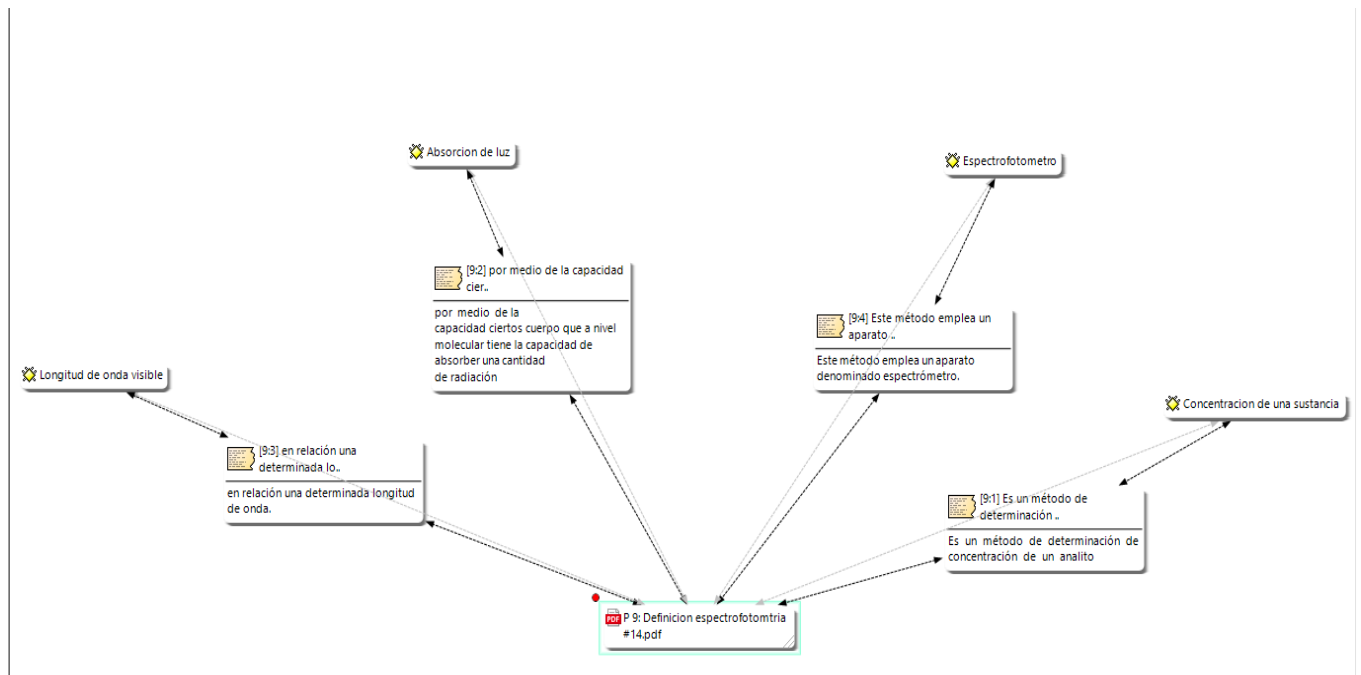 Absorcion de luz
Espectrofotometro
[9:2] por medio de la capacidad
cier..
por medio de la
capacidad ciertos cuerpo que a nivel
molecular tiene la capacidad de
absorber una cantidad
de radiación
[9:4] Este método emplea un
aparato ..
Este método emplea un aparato
denominado espectrómetro.
Longitud de onda visible
Concentracion de una sustancia
[9:3] en relación una
determinada lo..
en relación una determinada longitud
de onda.
[9:1] Es un método de
determinación ..
Es un método de determinación de
concentración de un analito
PDF P 9: Definicion espectrofotomtria
#14.pdf